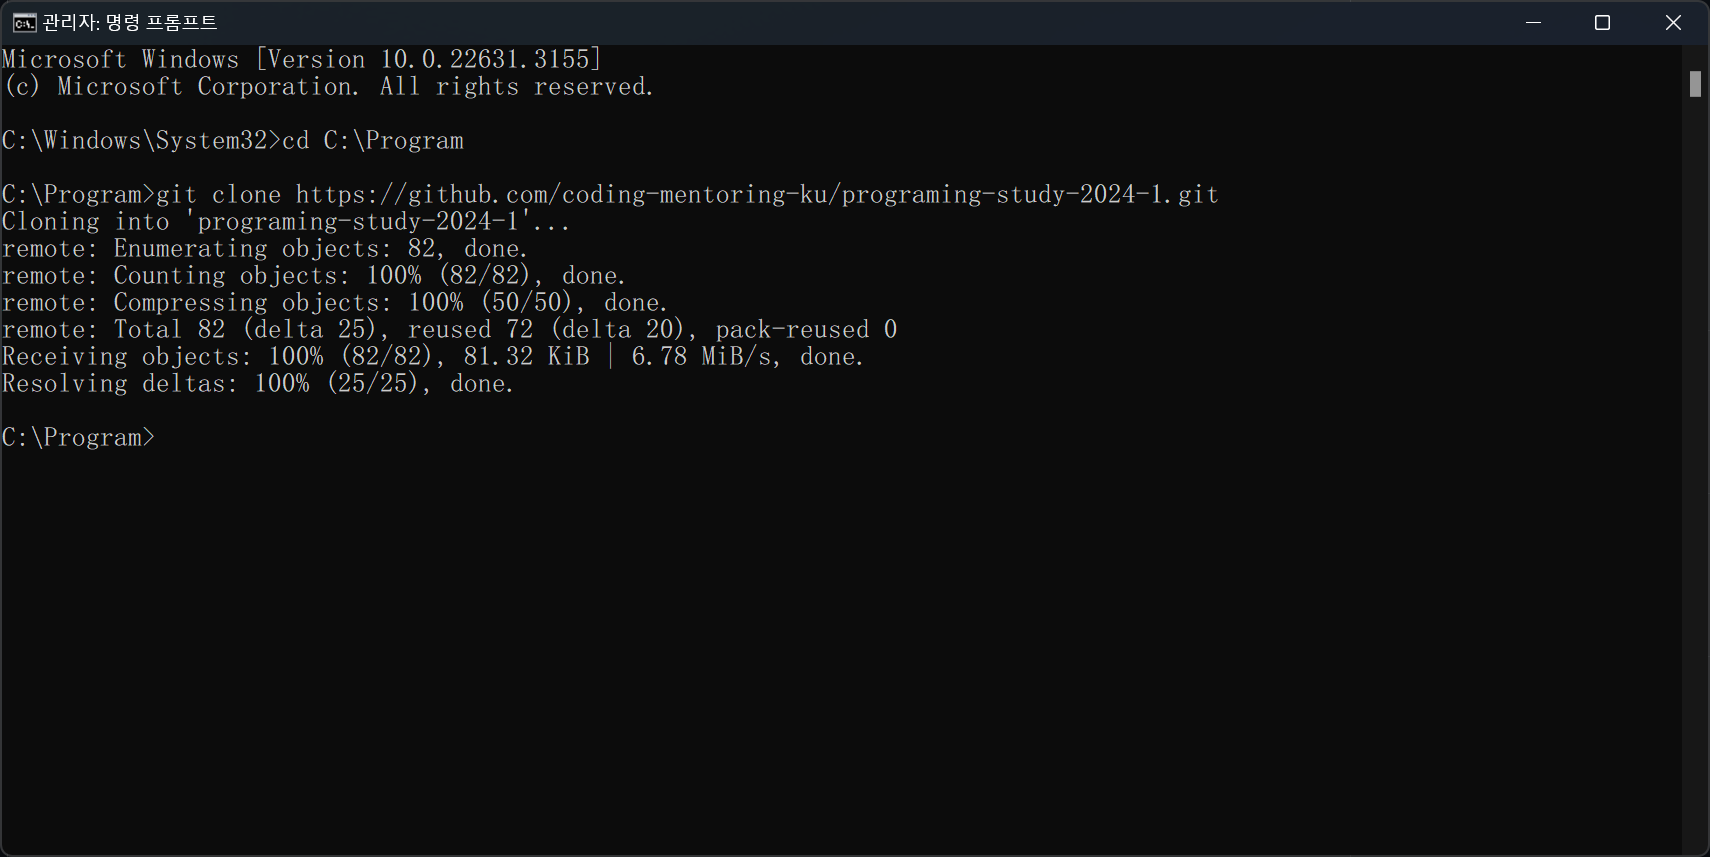 관리자: 명령 프롬프트
Microsoft Windows [Version 10.0.22631.3155]
(c) Microsoft Corporation. All rights reserved.
C:\Windows\System32>cd C:\Program
C:\Program>git clone https://github.com/coding-mentoring-ku/programing-study-2024-1.git
Cloning into 'programing-study-2024-1'...
remote: Enumerating objects: 82, done.
remote: Counting objects: 100% (82/82), done.
remote: Compressing objects: 100% (50/50), done.
remote: Total 82 (delta 25), reused 72 (delta 20), pack-reused 0
Receiving objects: 100% (82/82), 81.32 KiB | 6.78 MiB/s, done.
Resolving deltas: 100% (25/25), done.
C:\Program>